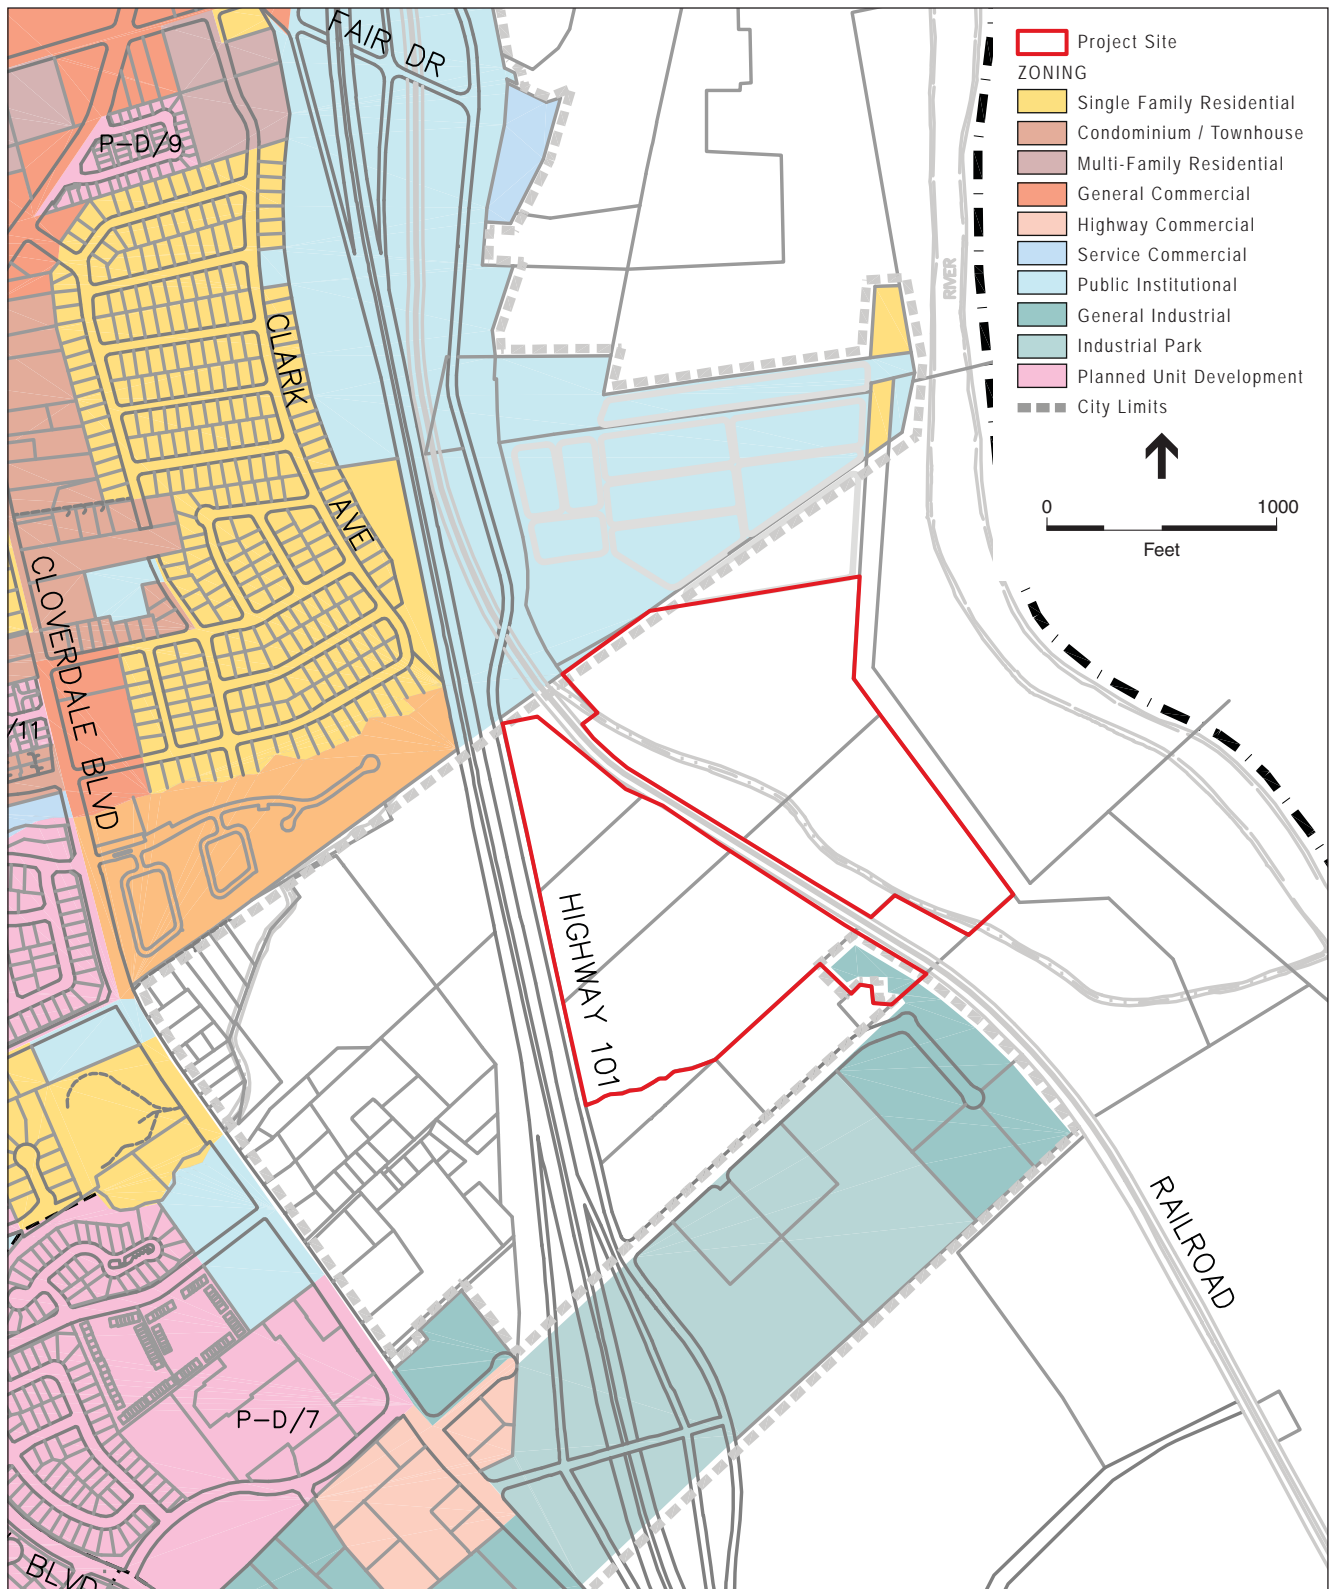 FAIR DR
P-D/9
CLARK
AVE
CLOVERDALE BLVD
/11
HIGHWAY 101
RAILROAD
RIVER
P-D/7
BLVD
Project Site
ZONING
Single Family Residential
Condominium / Townhouse
Multi-Family Residential
General Commercial
Highway Commercial
Service Commercial
Public Institutional
General Industrial
Industrial Park
Planned Unit Development
City Limits
0 1000
Feet